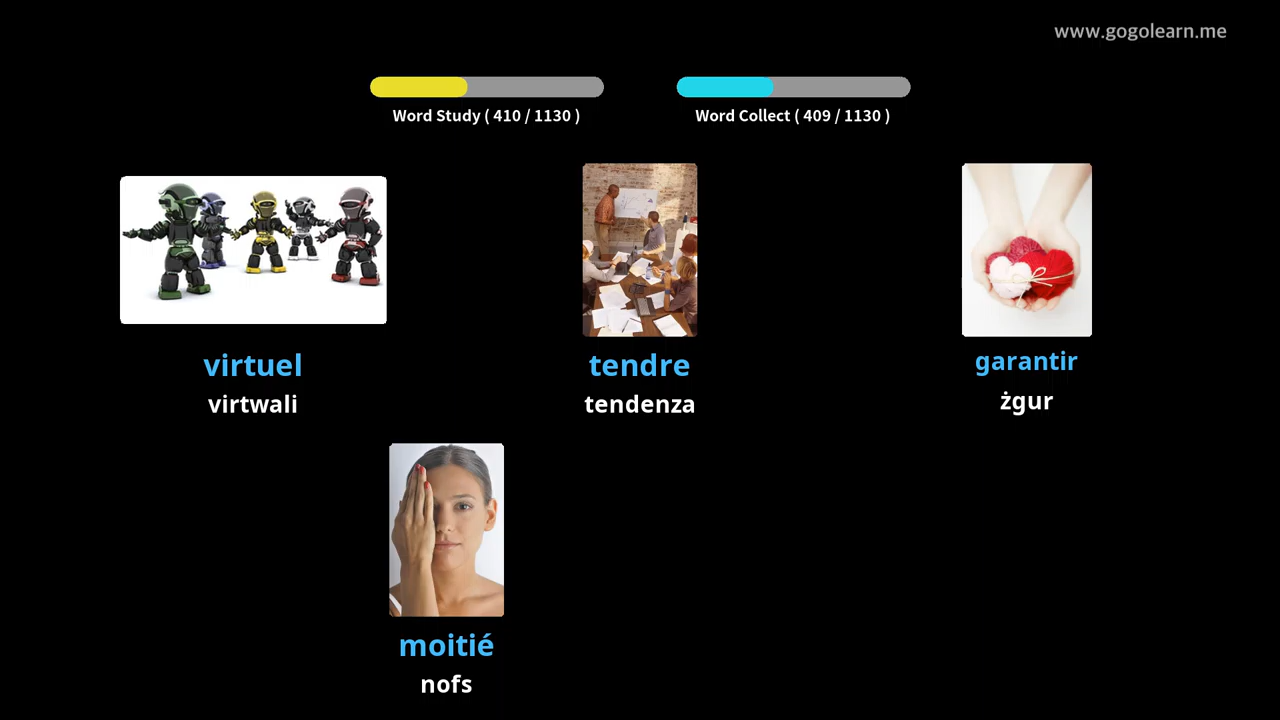 www.gogolearn.me
Word Study ( 410 / 1130 )
Word Collect ( 409 / 1130 )
virtuel
virtwali
tendre
tendenza
garantir
żgur
moitié
nofs